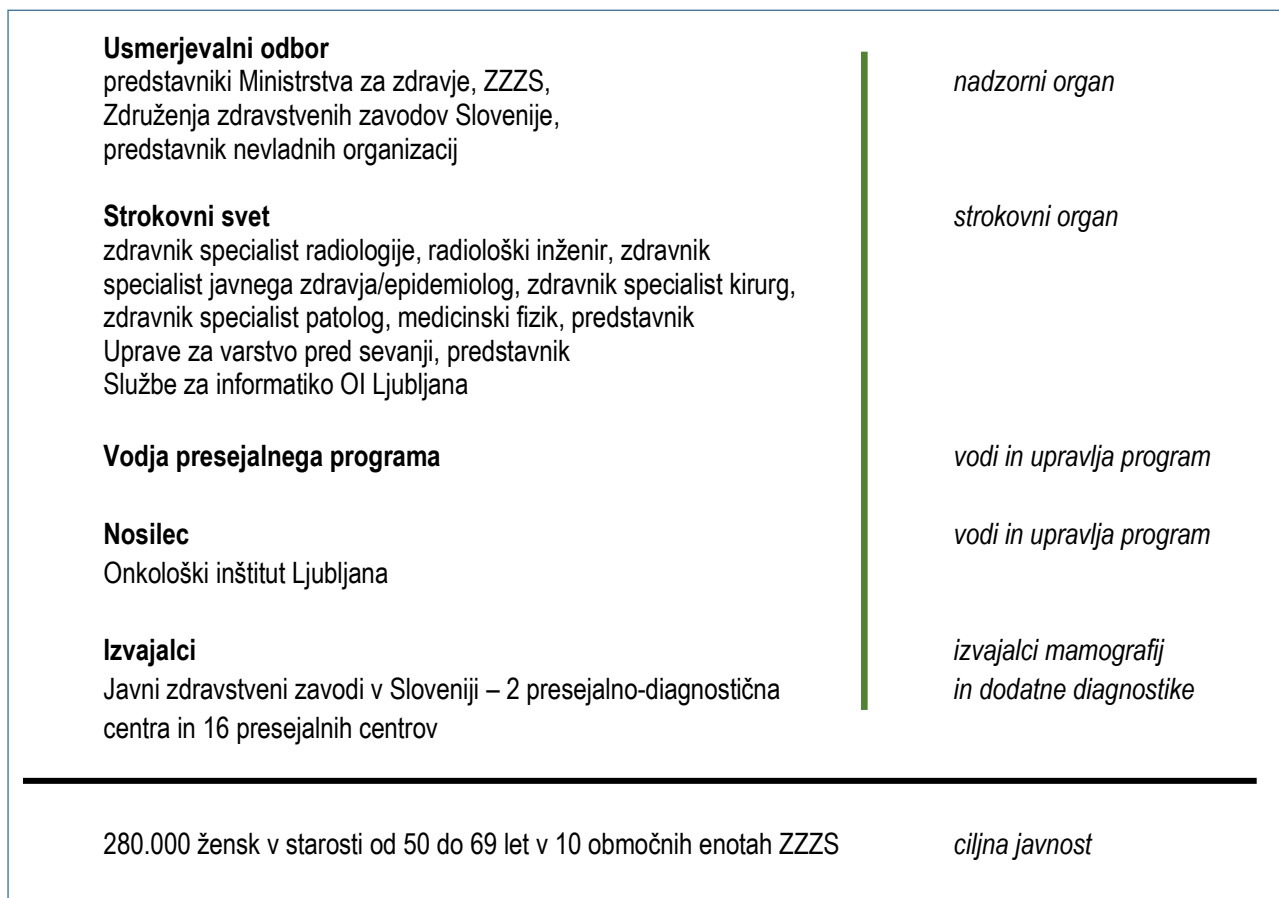 Usmerjevalni odbor
predstavniki Ministrstva za zdravje, ZZZS, nadzorni organ
Združenja zdravstvenih zavodov Slovenije,
predstavnik nevladnih organizacij
Strokovni svet strokovni organ
zdravnik specialist radiologije, radiološki inženir, zdravnik
specialist javnega zdravja/epidemiolog, zdravnik specialist kirurg,
zdravnik specialist patolog, medicinski fizik, predstavnik
Uprave za varstvo pred sevanji, predstavnik
Službe za informatiko OI Ljubljana
Vodja presejalnega programa vodi in upravlja program
Nosilec vodi in upravlja program
Onkološki inštitut Ljubljana
Izvajalci izvajalci mamografij
Javni zdravstveni zavodi v Sloveniji – 2 presejalno-diagnostična in dodatne diagnostike
centra in 16 presejalnih centrov
280.000 žensk v starosti od 50 do 69 let v 10 območnih enotah ZZZS ciljna javnost